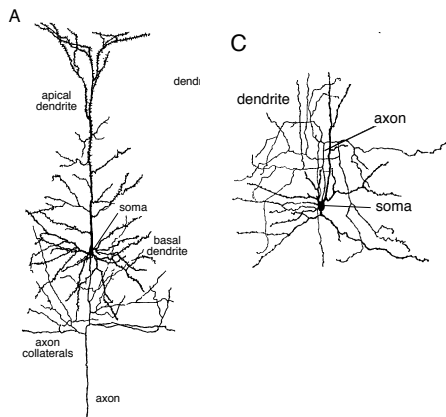 A
apical
dendrite
soma
basal
dendrite
axon
collaterals
axon
C
dendrite
axon
soma